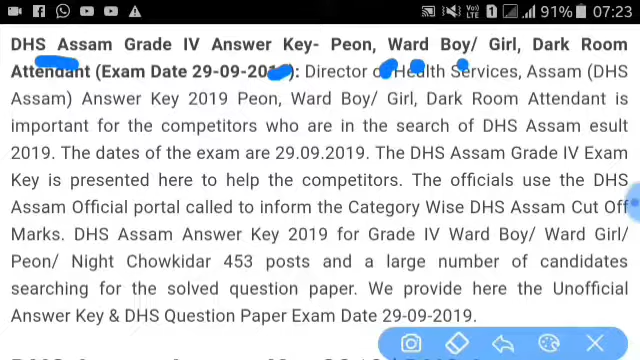 91% 07:23
DHS Assam Grade IV Answer Key- Peon, Ward Boy/ Girl, Dark Room
Attendant (Exam Date 29-09-2019): Director of Health Services, Assam (DHS
Assam) Answer Key 2019 Peon, Ward Boy/ Girl, Dark Room Attendant is
important for the competitors who are in the search of DHS Assam esult
2019. The dates of the exam are 29.09.2019. The DHS Assam Grade IV Exam
Key is presented here to help the competitors. The officials use the DHS
Assam Official portal called to inform the Category Wise DHS Assam Cut Off
Marks. DHS Assam Answer Key 2019 for Grade IV Ward Boy/ Ward Girl/
Peon/ Night Chowkidar 453 posts and a large number of candidates
searching for the solved question paper. We provide here the Unofficial
Answer Key & DHS Question Paper Exam Date 29-09-2019.